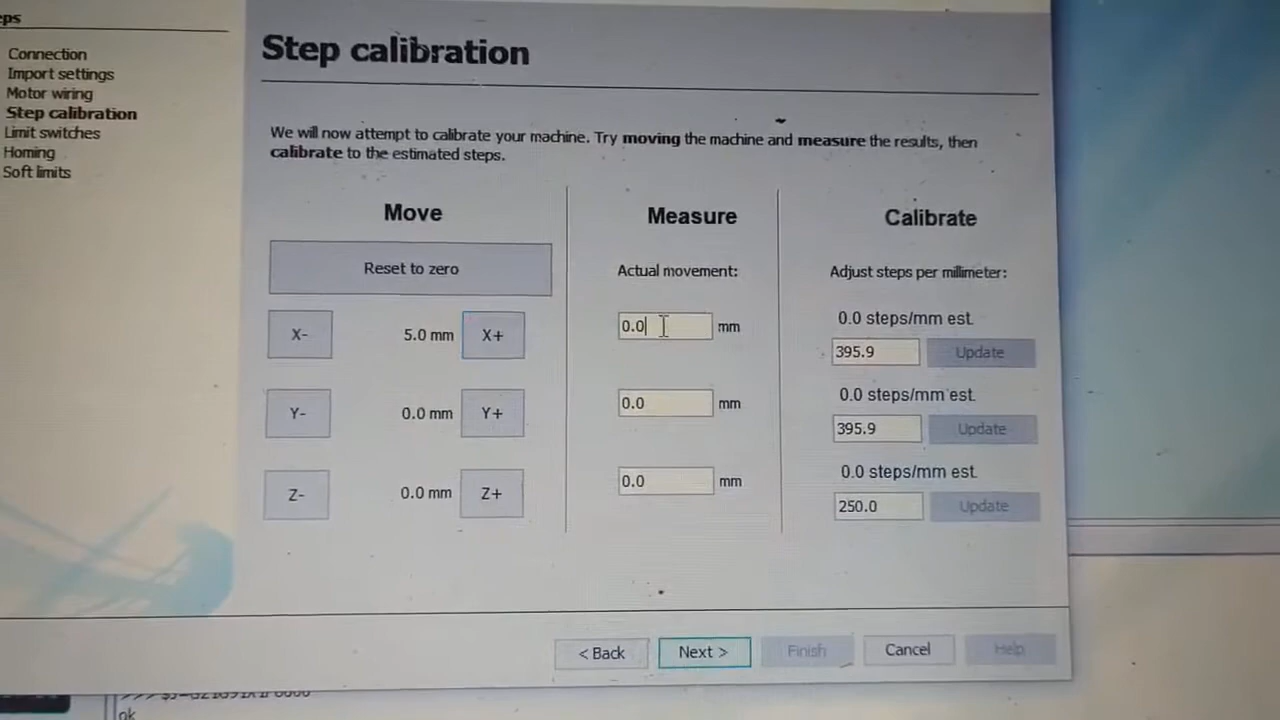 Step calibration
Connection
Import settings
Motor wiring
Step calibration
Limit switches
Homing
Soft limits
We will now attempt to calibrate your machine. Try moving the machine and measure the results, then
calibrate to the estimated steps.
Move
Measure
Calibrate
Reset to zero
Actual movement:
Adjust steps per millimeter:
X-
5.0 mm
X+
0.0
mm
0.0 steps/mm est.
395.9
Update
Y-
0.0 mm
Y+
0.0
mm
0.0 steps/mm est.
395.9
Update
Z-
0.0 mm
Z+
0.0
mm
0.0 steps/mm est.
250.0
Update
< Back
Next >
Finish
Cancel
Help
ok